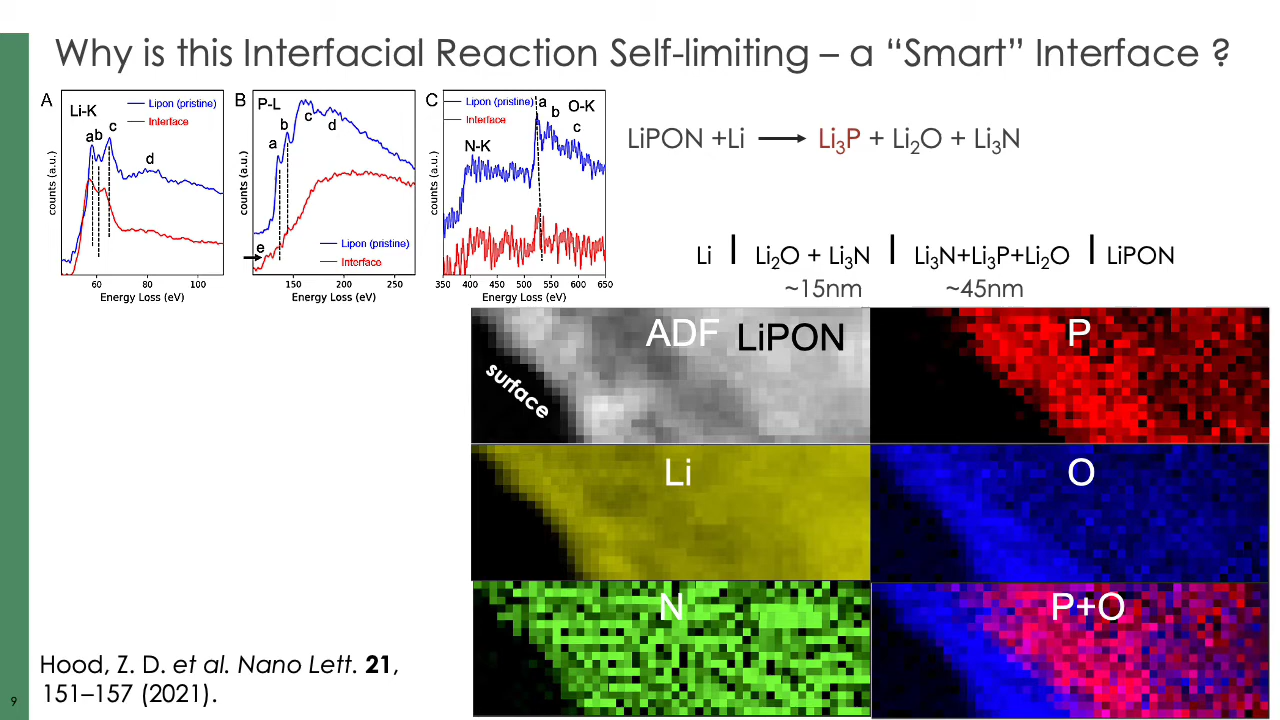 Why is this Interfacial Reaction Self-limiting – a “Smart” Interface ?
A
Li-K
Lipon (pristine)
Interface
a
b
c
d
counts (a.u.)
60
80
100
Energy Loss (eV)
B
P-L
a
b
c
d
e
Lipon (pristine)
Interface
counts (a.u.)
150
200
250
Energy Loss (eV)
C
Lipon (pristine)
Interface
N-K
a
b
c
O-K
counts (a.u.)
350
400
450
500
550
600
650
Energy Loss (eV)
LiPON +Li ⟶ Li₃P + Li₂O + Li₃N
Li | Li₂O + Li₃N | Li₃N+Li₃P+Li₂O | LiPON
~15nm
~45nm
ADF
LiPON
surface
P
Li
O
N
P+O
Hood, Z. D. et al. Nano Lett. 21,
151–157 (2021).
9